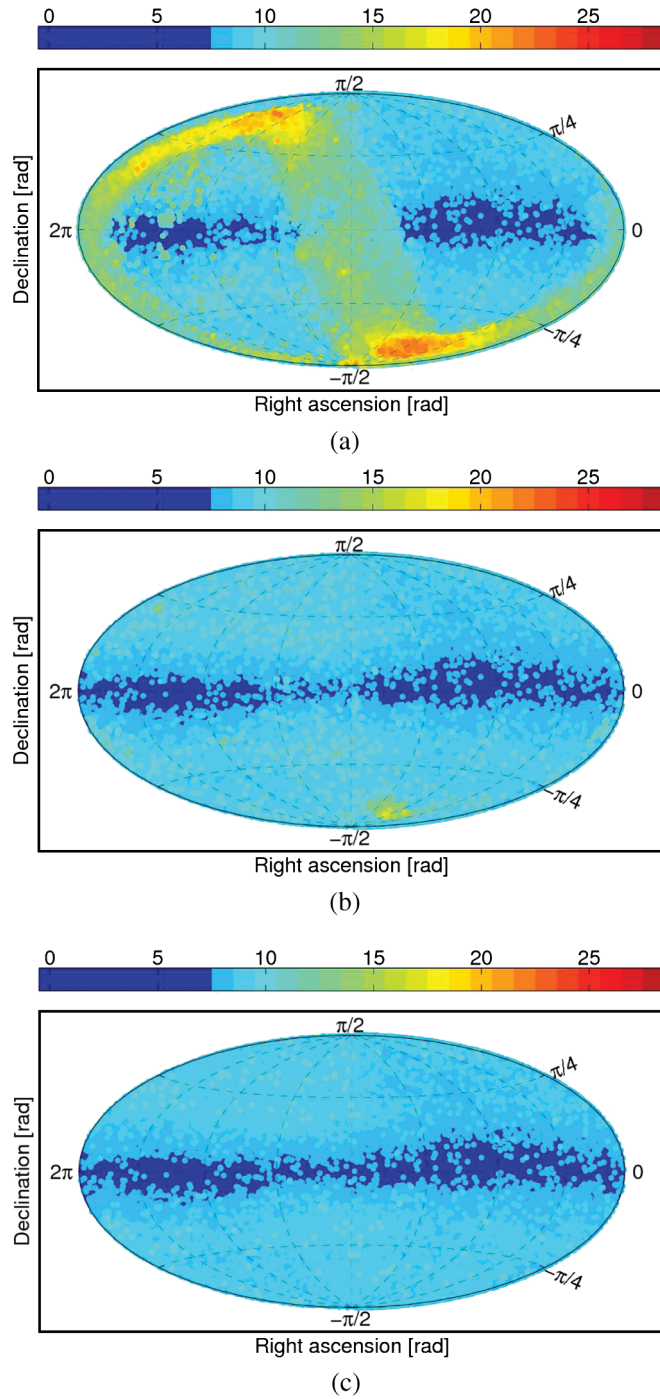 0 5 10 15 20 25
π/2
π/4
Declination [rad]
2π
0
−π/4
−π/2
Right ascension [rad]
(a)
0 5 10 15 20 25
π/2
π/4
Declination [rad]
2π
0
−π/4
−π/2
Right ascension [rad]
(b)
0 5 10 15 20 25
π/2
π/4
Declination [rad]
2π
0
−π/4
−π/2
Right ascension [rad]
(c)